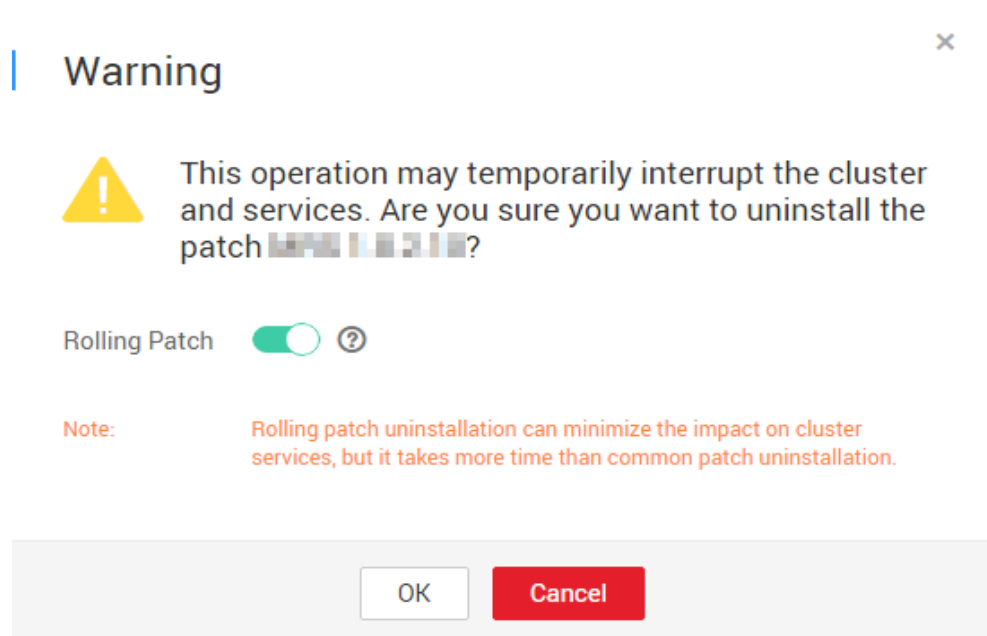 Warning
This operation may temporarily interrupt the cluster
and services. Are you sure you want to uninstall the
patch ?
Rolling Patch
Note:
Rolling patch uninstallation can minimize the impact on cluster
services, but it takes more time than common patch uninstallation.
OK
Cancel